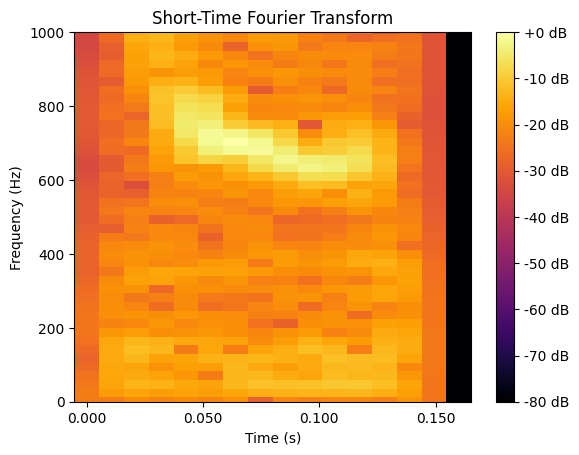 Short-Time Fourier Transform
1000
800
600
400
200
0
Frequency (Hz)
0.000
0.050
0.100
0.150
Time (s)
+0 dB
-10 dB
-20 dB
-30 dB
-40 dB
-50 dB
-60 dB
-70 dB
-80 dB